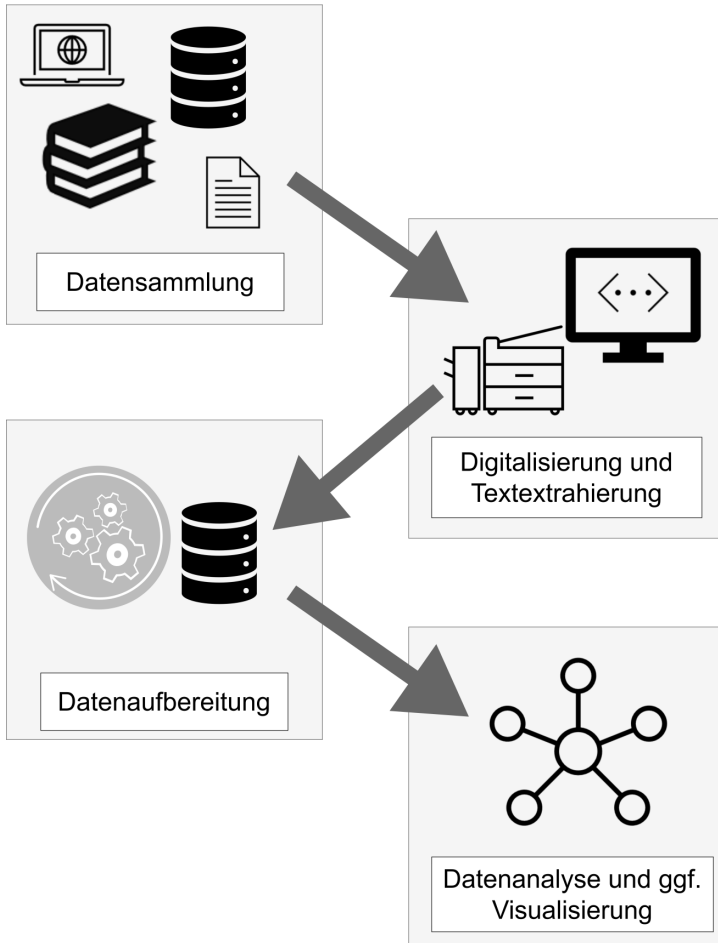 Datensammlung
Digitalisierung und
Textextrahierung
Datenaufbereitung
Datenanalyse und ggf.
Visualisierung